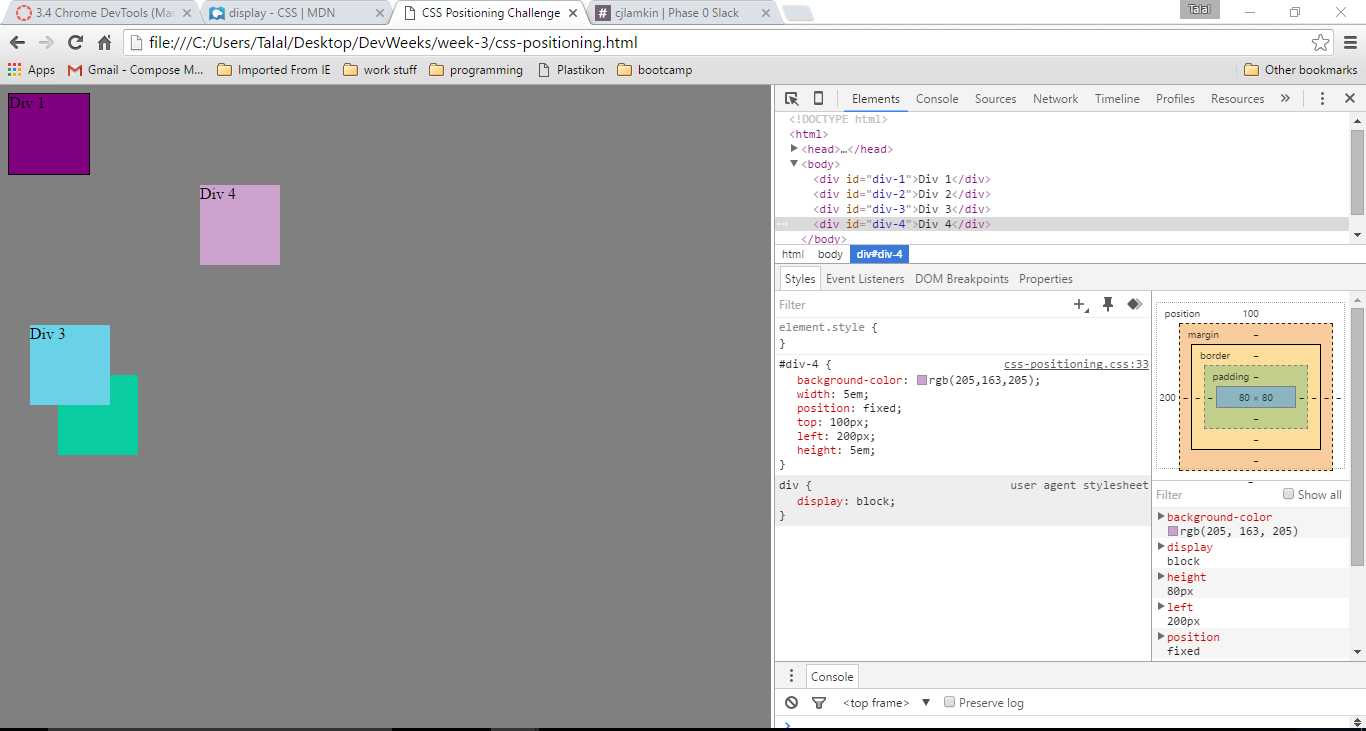 3.4 Chrome DevTools (Mar
display - CSS | MDN
CSS Positioning Challenge
cjlamkin | Phase 0 Slack
Talal
file:///C:/Users/Talal/Desktop/DevWeeks/week-3/css-positioning.html
Apps Gmail - Compose M... Imported From IE work stuff programming Plastikon bootcamp Other bookmarks
Div 1
Div 4
Div 3
Elements Console Sources Network Timeline Profiles Resources »
<!DOCTYPE html>
<html>
<head>…</head>
<body>
<div id="div-1">Div 1</div>
<div id="div-2">Div 2</div>
<div id="div-3">Div 3</div>
<div id="div-4">Div 4</div>
</body>
html body div#div-4
Styles Event Listeners DOM Breakpoints Properties
Filter
element.style {
}
#div-4 { css-positioning.css:33
background-color: rgb(205,163,205);
width: 5em;
position: fixed;
top: 100px;
left: 200px;
height: 5em;
}
div { user agent stylesheet
display: block;
}
position 100
margin –
border –
padding –
200 – – – 80 × 80 – – – –
–
–
–
–
Filter Show all
background-color
rgb(205, 163, 205)
display
block
height
80px
left
200px
position
fixed
Console
<top frame> ▼ Preserve log
>